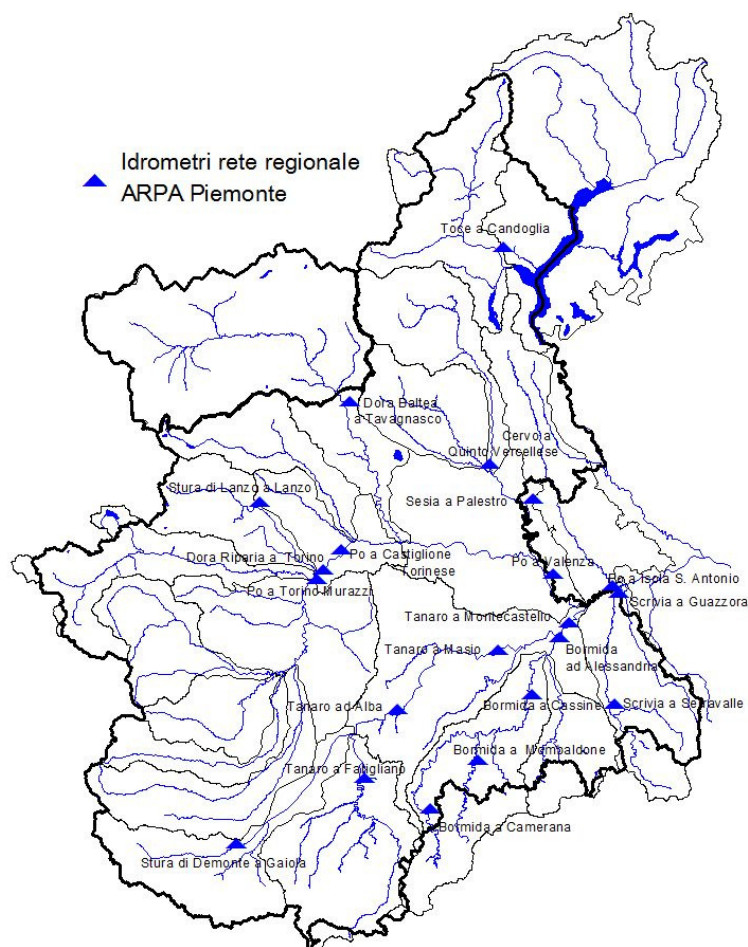 Idrometri rete regionale
ARPA Piemonte
Toce a Candoglia
Dora Baltea
a Tavagnasco
Cervo a
Quinto Vercellese
Stura di Lanzo a Lanzo
Sesia a Palestro
Dora Riparia a Torino
Po a Castiglione
Torinese
Po a Valenza
Po a Torino Murazzi
Po a Isola S. Antonio
Scrivia a Guazzora
Tanaro a Montecastello
Tanaro a Masio
Bormida
ad Alessandria
Tanaro ad Alba
Bormida a Cassine
Scrivia a Serravalle
Bormida a Mombaldone
Tanaro a Farigliano
Bormida a Camerana
Stura di Demonte a Gaiola